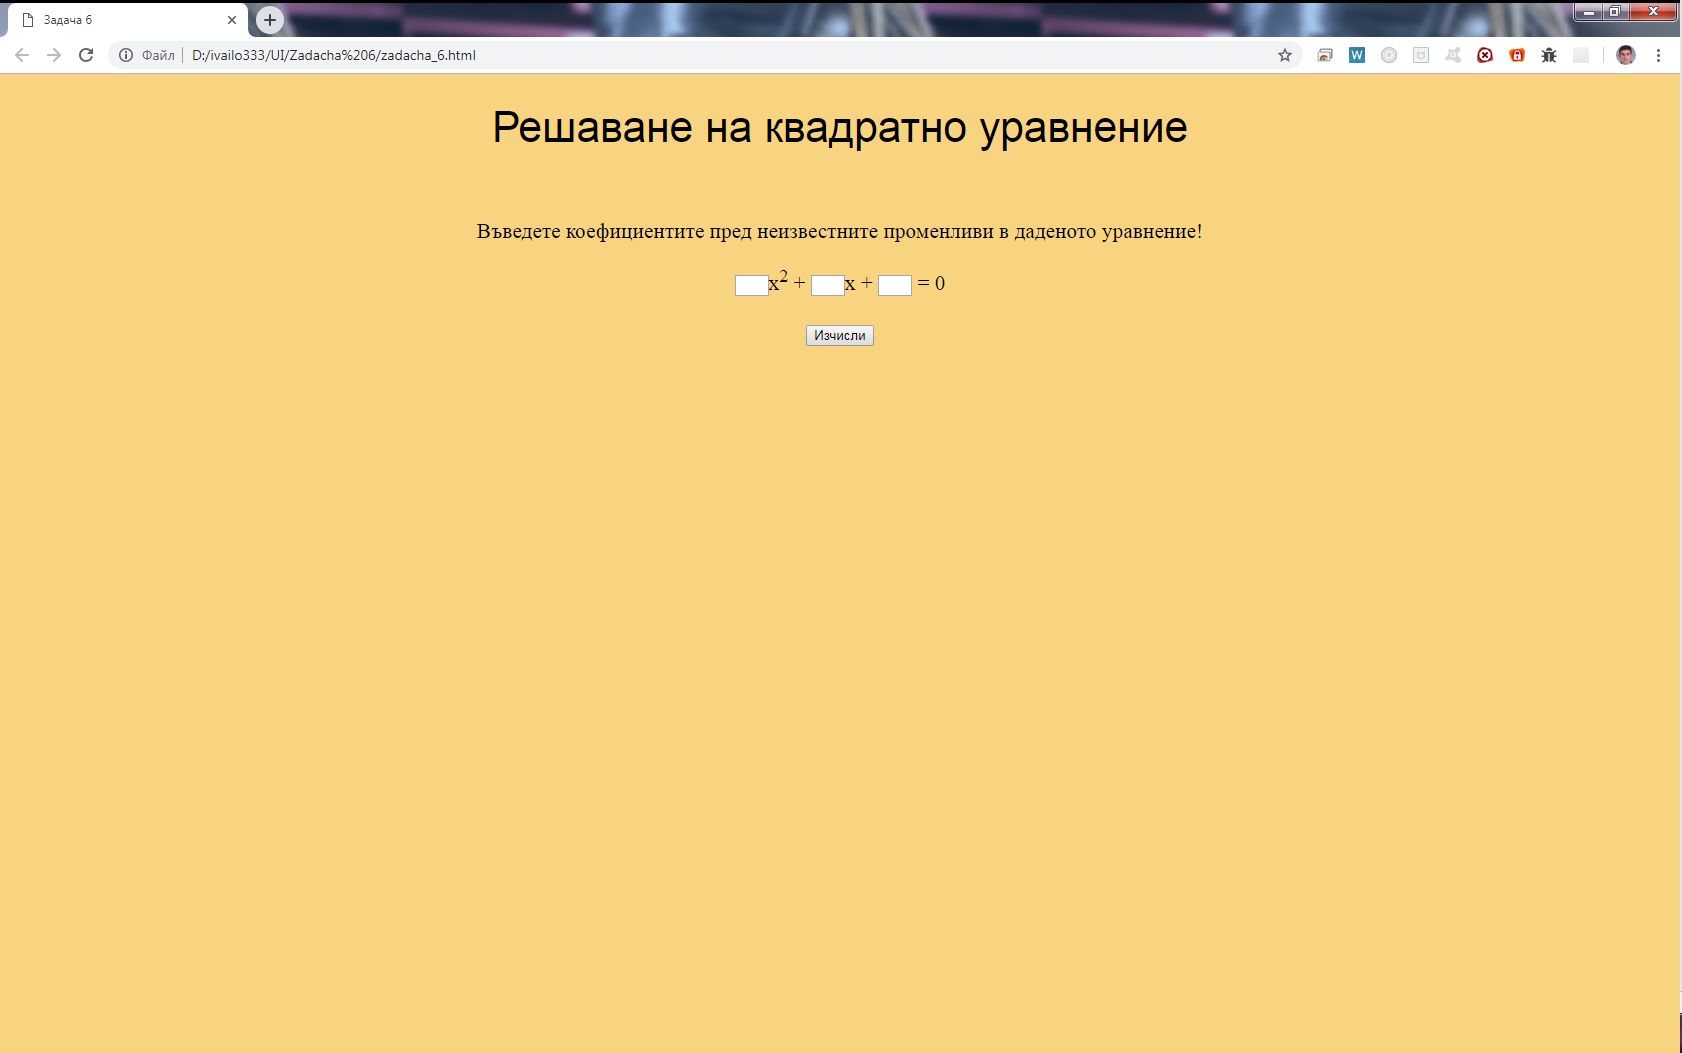 Задача 6
Файл D:/ivailo333/UI/Zadacha%206/zadacha_6.html
W
Решаване на квадратно уравнение
Въведете коефициентите пред неизвестните променливи в даденото уравнение!
x² + x + = 0
Изчисли